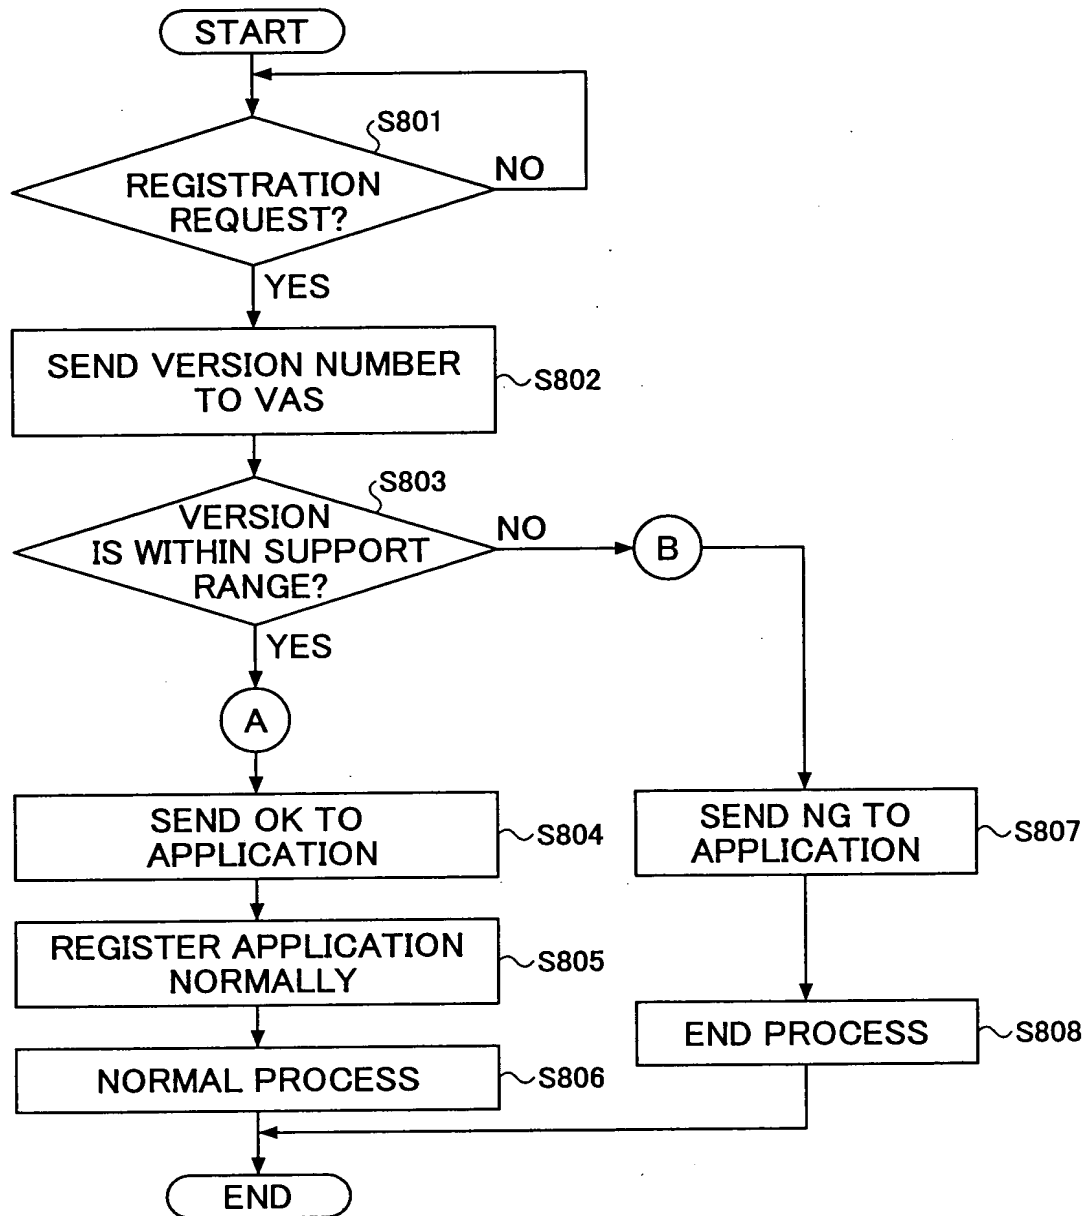 START
S801
REGISTRATION
REQUEST?
NO
YES
SEND VERSION NUMBER
TO VAS
S802
S803
VERSION
IS WITHIN SUPPORT
RANGE?
NO
B
YES
A
SEND OK TO
APPLICATION
S804
SEND NG TO
APPLICATION
S807
REGISTER APPLICATION
NORMALLY
S805
END PROCESS
S808
NORMAL PROCESS
S806
END